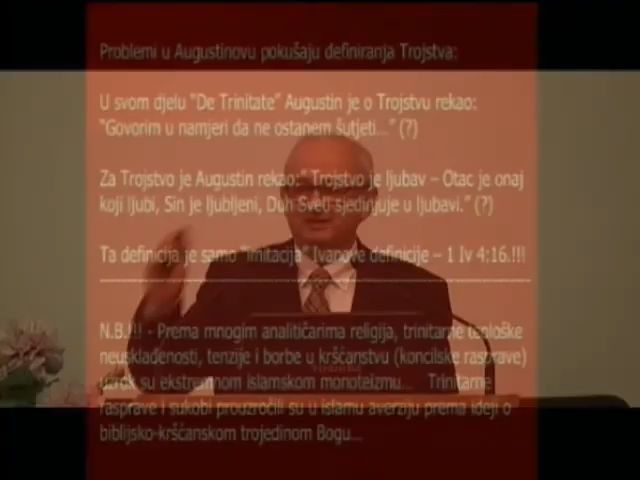 Problemi u Augustinovu pokušaju definiranja Trojstva:
U svom djelu "De Trinitate" Augustin je o Trojstvu rekao:
"Govorim u namjeri da ne ostanem šutjeti..." (?)
Za Trojstvo je Augustin rekao:" Trojstvo je ljubav – Otac je onaj
koji ljubi, Sin je ljubljeni, Duh Sveti sjedinjuje u ljubavi." (?)
Ta definicija je samo "imitacija" Ivanove definicije – 1 Iv 4:16.!!!
N.B.!!! - Prema mnogim analitičarima religija, trinitarne teološke
neusklađenosti, tenzije i borbe u kršćanstvu (koncilske rasprave)
uzrok su ekstremnom islamskom monoteizmu... Trinitarne
rasprave i sukobi prouzročili su u islamu averziju prema ideji o
biblijsko-kršćanskom trojedinom Bogu...